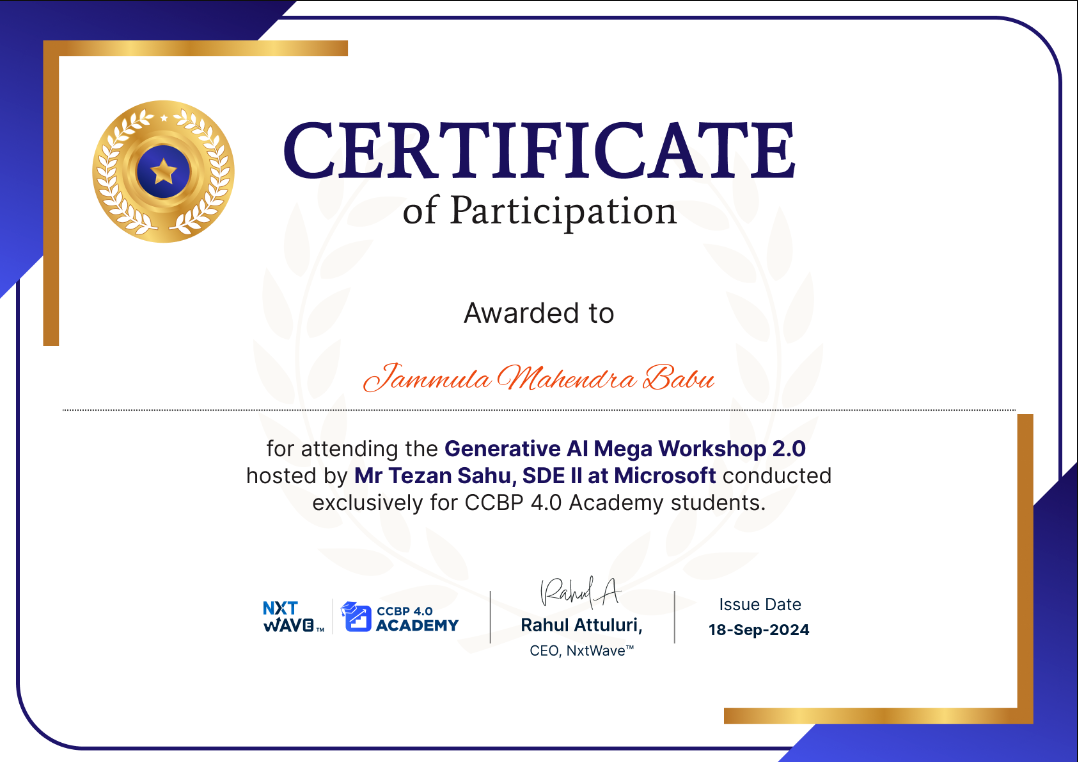 CERTIFICATE
of Participation
Awarded to
Jammula Mahendra Babu
for attending the Generative AI Mega Workshop 2.0
hosted by Mr Tezan Sahu, SDE II at Microsoft conducted
exclusively for CCBP 4.0 Academy students.
NXT
WAVE™
CCBP 4.0
ACADEMY
Rahul A
Rahul Attuluri,
CEO, NxtWave™
Issue Date
18-Sep-2024